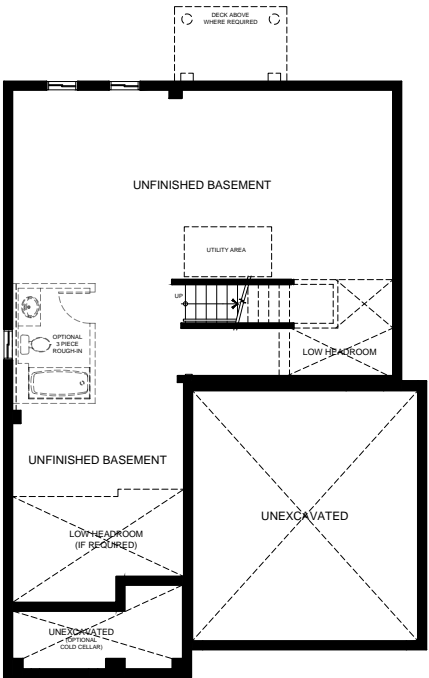 DECK ABOVE
WHERE REQUIRED
UNFINISHED BASEMENT
UTILITY AREA
UP
OPTIONAL
3 PIECE
ROUGH-IN
LOW HEADROOM
UNFINISHED BASEMENT
UNEXCAVATED
LOW HEADROOM
(IF REQUIRED)
UNEXCAVATED
(OPTIONAL
COLD CELLAR)